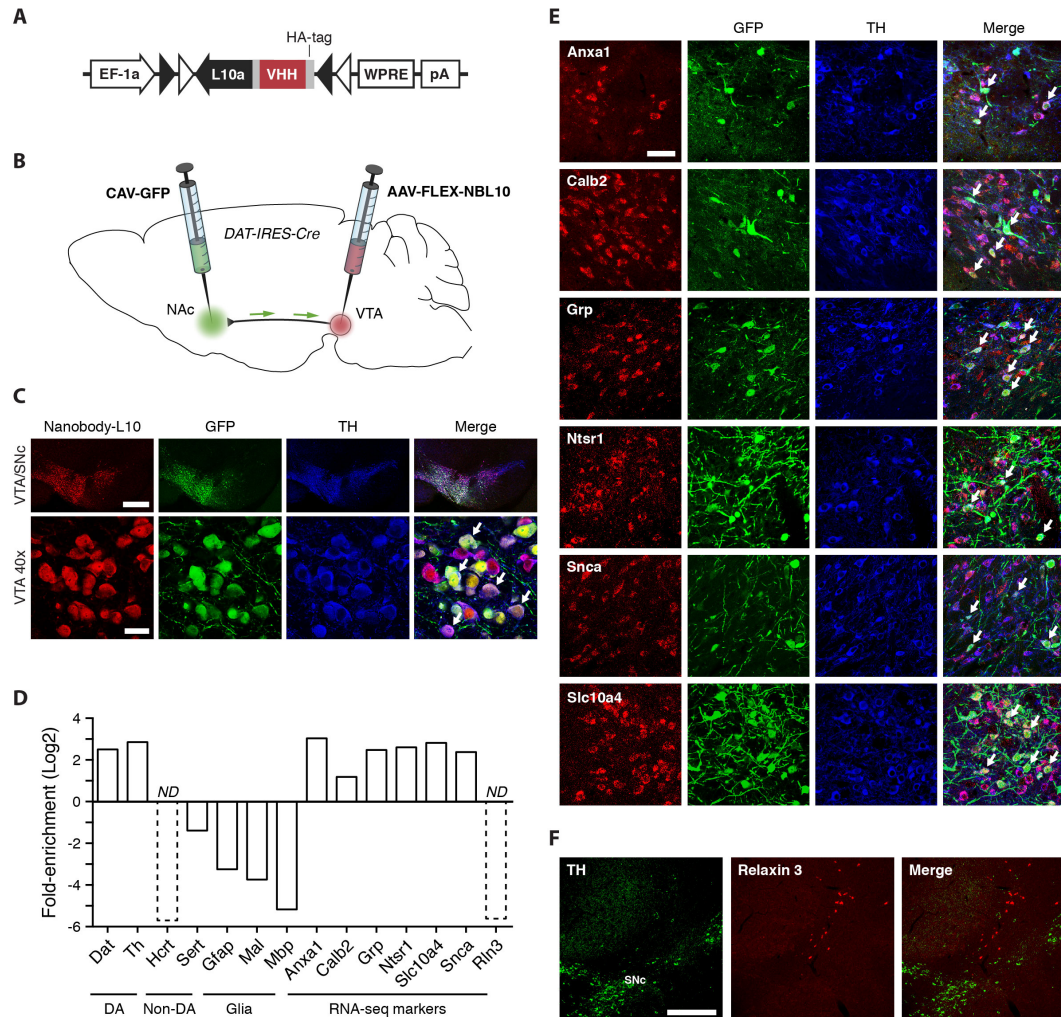 A
HA-tag
EF-1a
L10a
VHH
WPRE
pA
B
CAV-GFP
AAV-FLEX-NBL10
DAT-IRES-Cre
NAc
VTA
C
Nanobody-L10 GFP TH Merge
VTA/SNc
VTA 40x
D
Fold-enrichment (Log2)
4
2
0
-2
-4
-6
ND
ND
Dat Th Hcrt Sert Gfap Mal Mbp Anxa1 Calb2 Grp Ntsr1 Slc10a4 Snca Rln3
DA Non-DA Glia RNA-seq markers
E
GFP TH Merge
Anxa1
Calb2
Grp
Ntsr1
Snca
Slc10a4
F
TH Relaxin 3 Merge
SNc